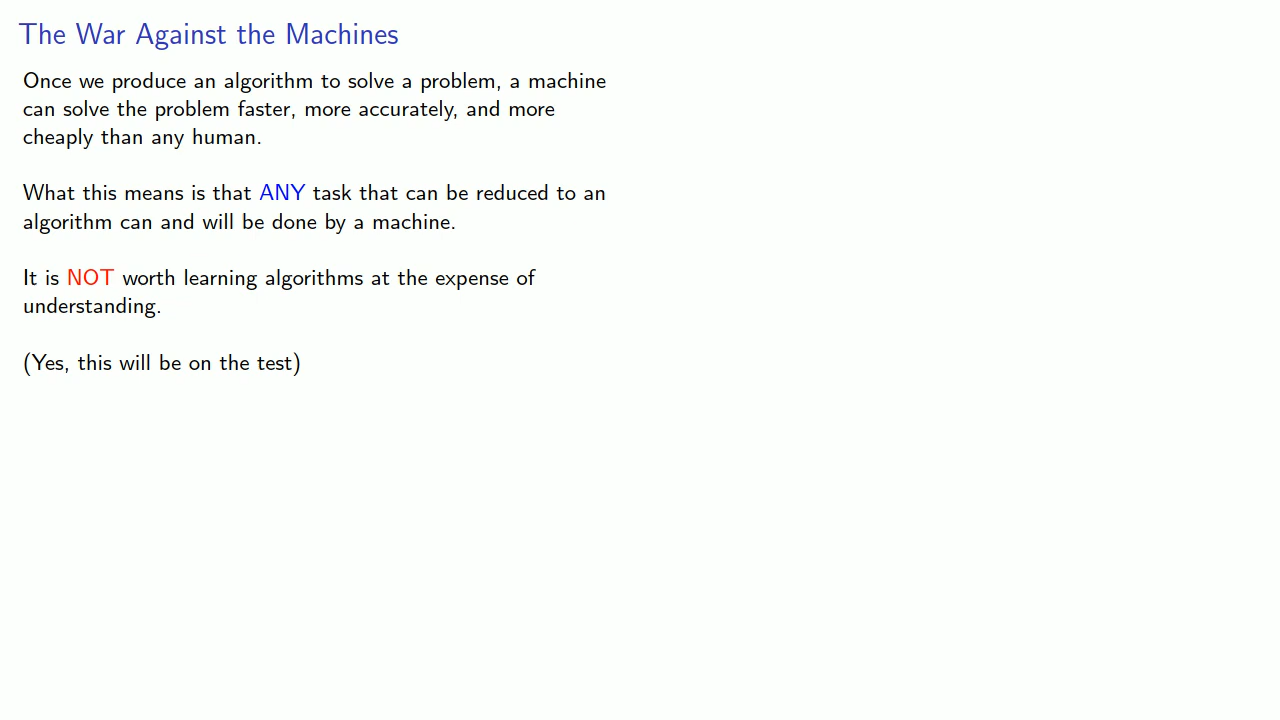 The War Against the Machines
Once we produce an algorithm to solve a problem, a machine
can solve the problem faster, more accurately, and more
cheaply than any human.
What this means is that ANY task that can be reduced to an
algorithm can and will be done by a machine.
It is NOT worth learning algorithms at the expense of
understanding.
(Yes, this will be on the test)